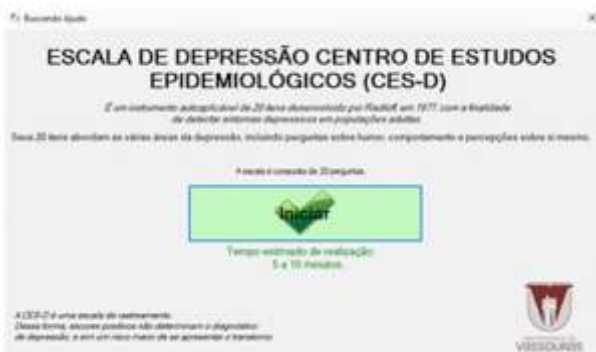 Buscando Ajuda
ESCALA DE DEPRESSÃO CENTRO DE ESTUDOS
EPIDEMIOLÓGICOS (CES-D)
É um instrumento autoaplicável de 20 itens desenvolvido por Radloff, em 1977, com a finalidade
de detectar sintomas depressivos em populações adultas.
Seus 20 itens abordam as várias áreas da depressão, incluindo perguntas sobre humor, comportamento e percepções sobre si mesmo.
A escala é composta de 20 perguntas.
Iniciar
Tempo estimado de realização:
5 a 10 minutos.
A CES-D é uma escala de rastreamento.
Dessa forma, escores positivos não determinam o diagnóstico
de depressão, e sim um risco maior de se apresentar o transtorno
UNIVERSIDADE DE
VASSOURAS